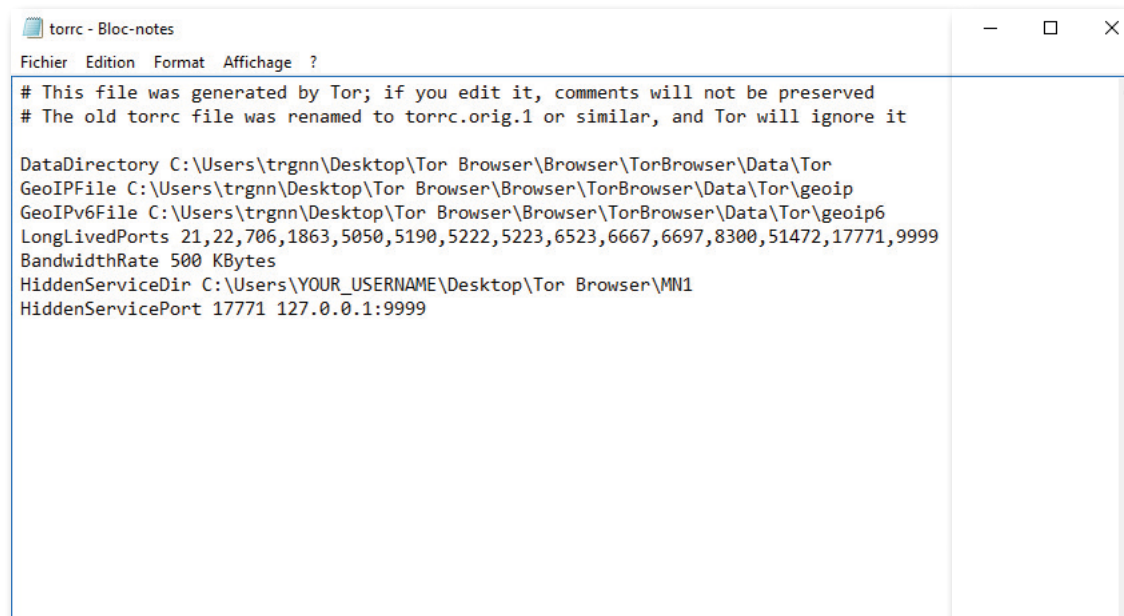 torrc - Bloc-notes
Fichier Edition Format Affichage ?
# This file was generated by Tor; if you edit it, comments will not be preserved
# The old torrc file was renamed to torrc.orig.1 or similar, and Tor will ignore it
DataDirectory C:\Users\trgnn\Desktop\Tor Browser\Browser\TorBrowser\Data\Tor
GeoIPFile C:\Users\trgnn\Desktop\Tor Browser\Browser\TorBrowser\Data\Tor\geoip
GeoIPv6File C:\Users\trgnn\Desktop\Tor Browser\Browser\TorBrowser\Data\Tor\geoip6
LongLivedPorts 21,22,706,1863,5050,5190,5222,5223,6523,6667,6697,8300,51472,17771,9999
BandwidthRate 500 KBytes
HiddenServiceDir C:\Users\YOUR_USERNAME\Desktop\Tor Browser\MN1
HiddenServicePort 17771 127.0.0.1:9999